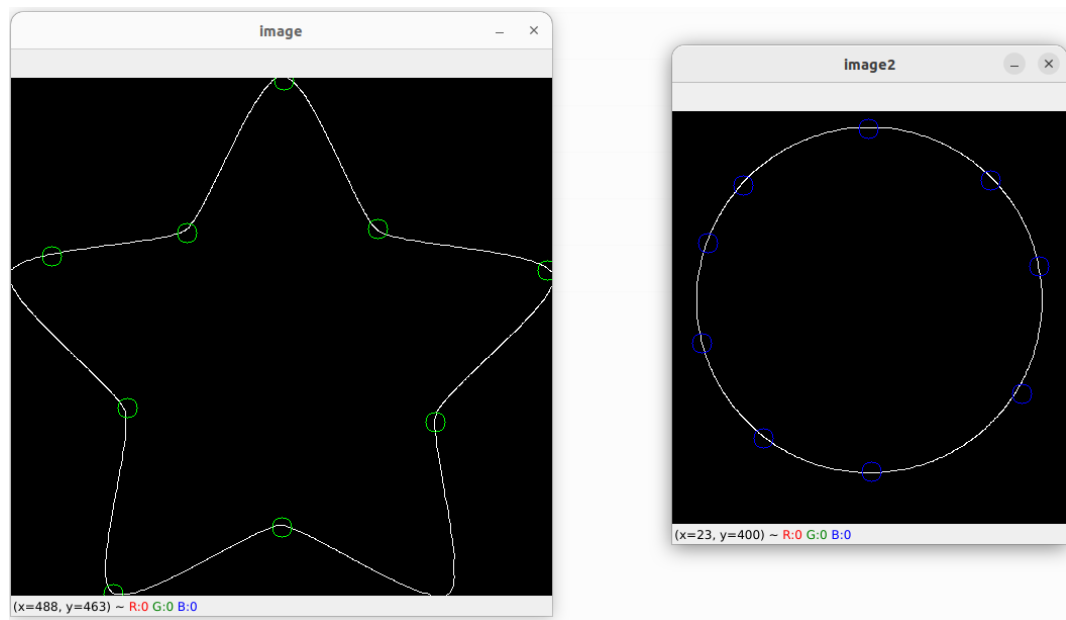 image
image2
(x=23, y=400) ~ R:0 G:0 B:0
(x=488, y=463) ~ R:0 G:0 B:0